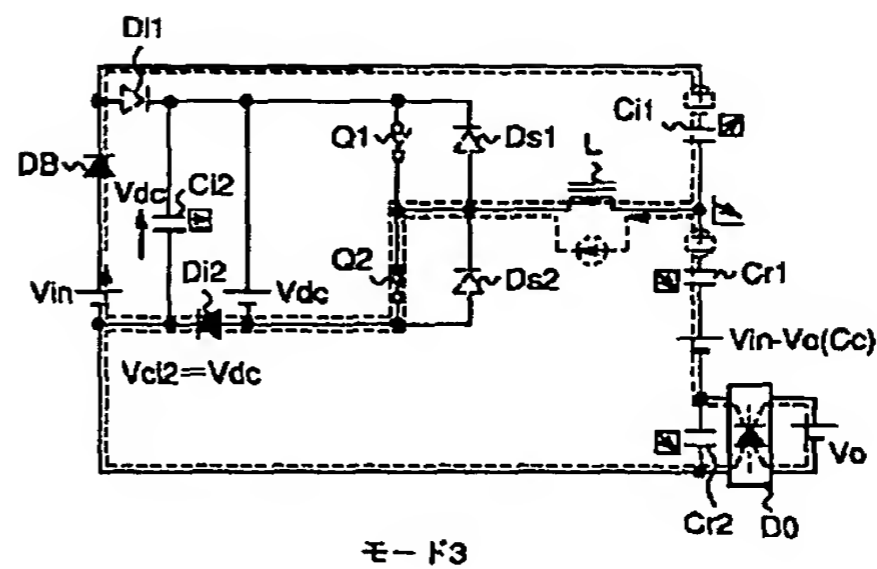 Di1
Ci1
Q1
Ds1
L
DB
Vdc
Ci2
Di2
Q2
Ds2
Cr1
Vin
Vdc
Vin-Vo(Cc)
Vci2=Vdc
Vo
Cr2
D0
モード3